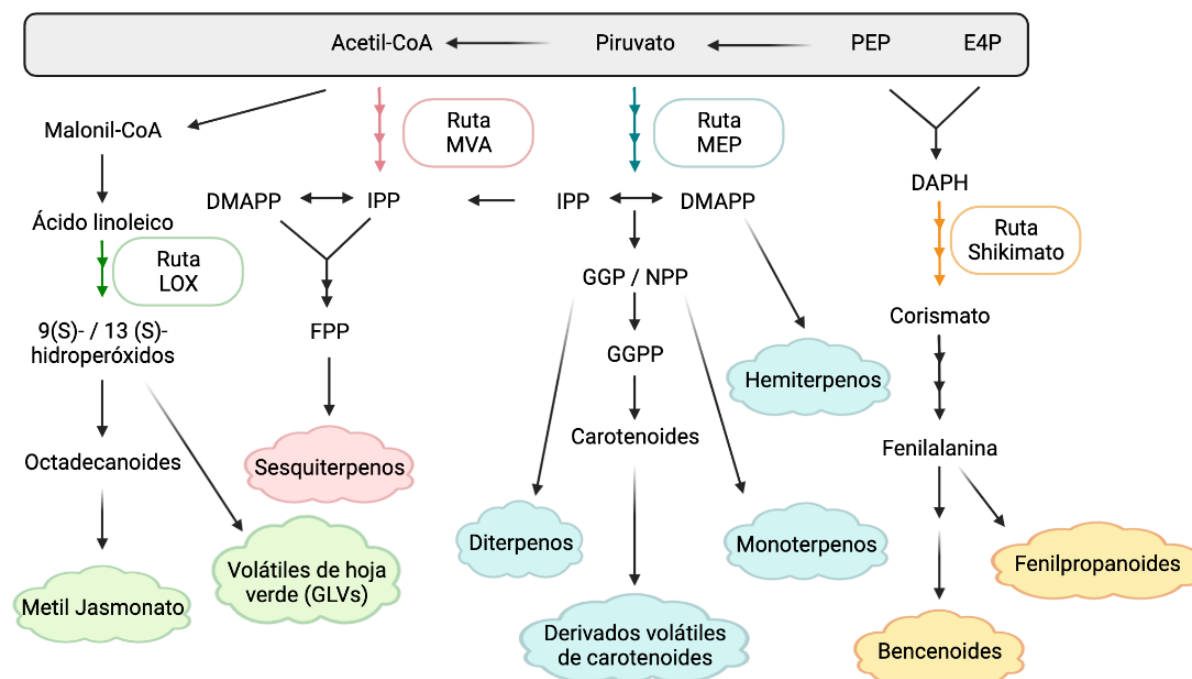 Acetil-CoA
Piruvato
PEP
E4P
Malonil-CoA
Ruta
MVA
Ruta
MEP
DMAPP
IPP
IPP
DMAPP
DAPH
Ácido linoleico
Ruta
LOX
Ruta
Shikimato
GGP / NPP
9(S)- / 13 (S)-
hidroperóxidos
FPP
GGPP
Corismato
Hemiterpenos
Carotenoides
Octadecanoides
Sesquiterpenos
Fenilalanina
Diterpenos
Monoterpenos
Fenilpropanoides
Volátiles de hoja
verde (GLVs)
Metil Jasmonato
Derivados volátiles
de carotenoides
Bencenoides